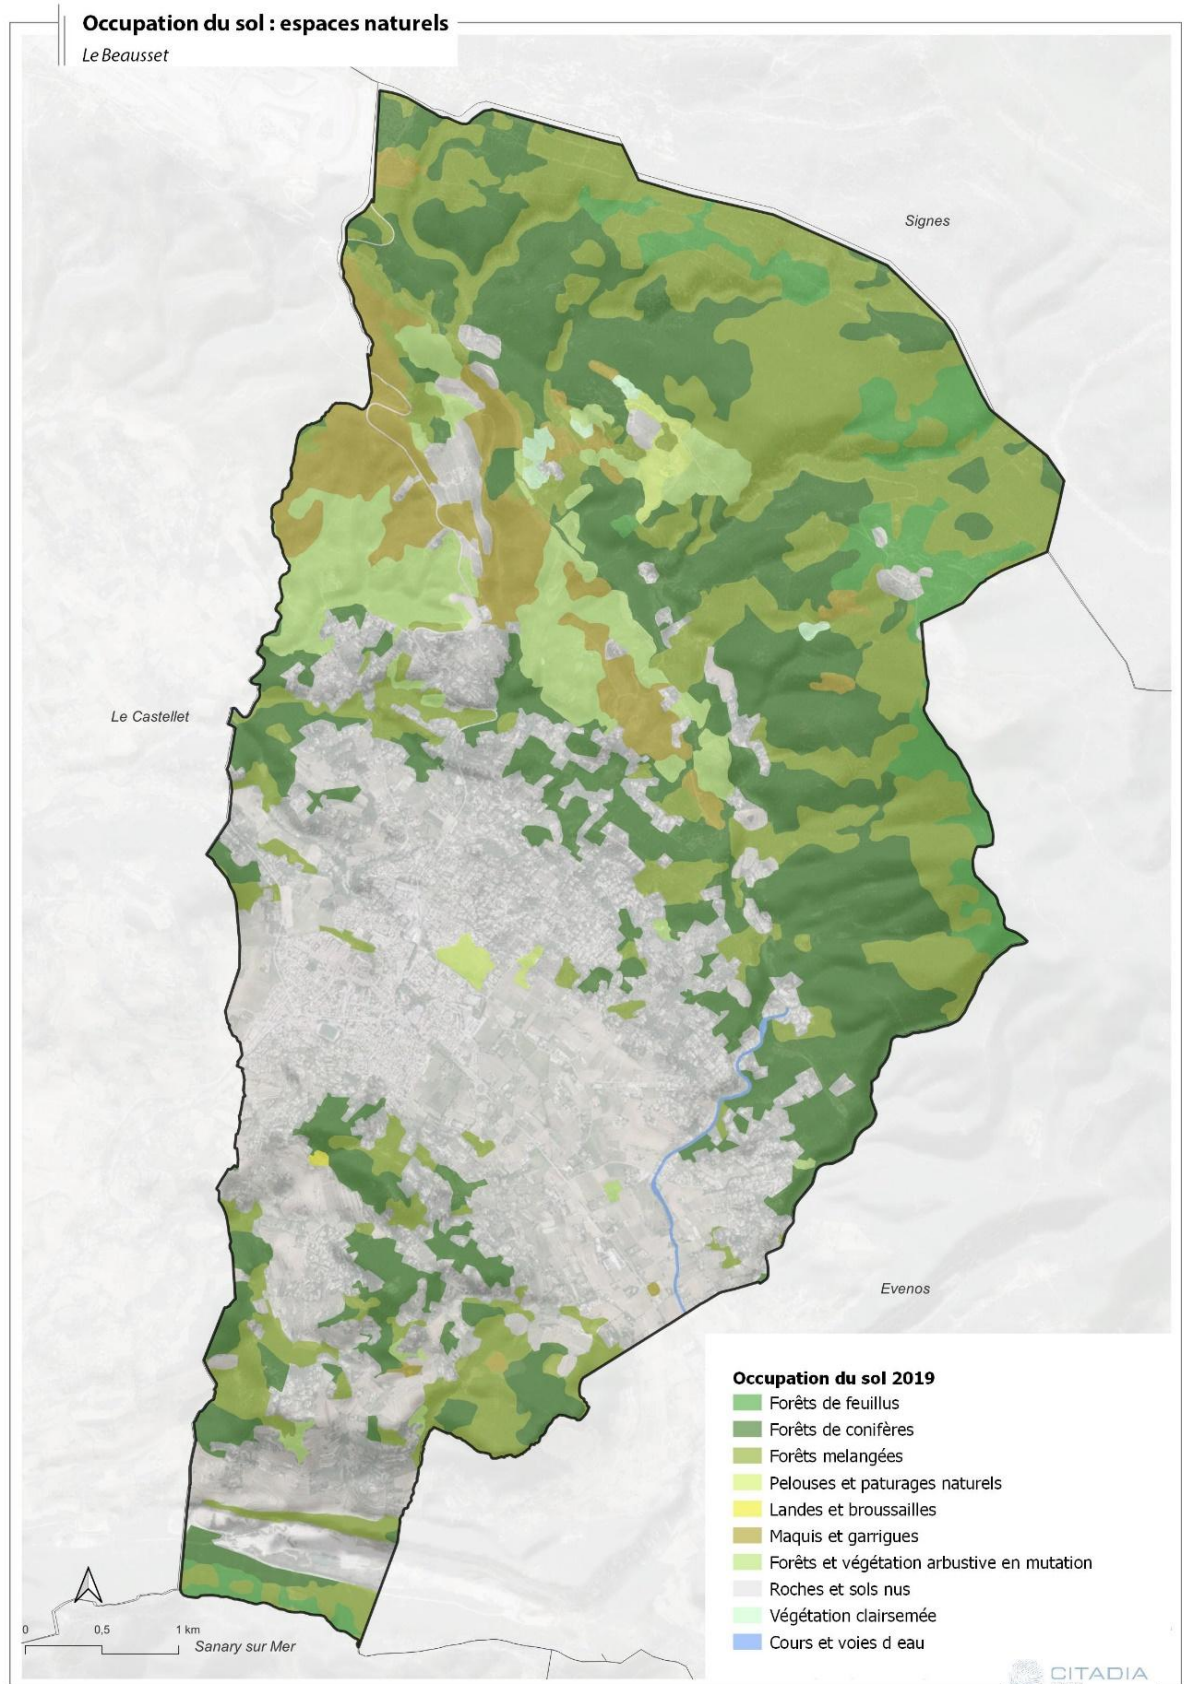 Occupation du sol : espaces naturels
Le Beausset
Signes
Le Castellet
Evenos
Sanary sur Mer
0 0,5 1 km
Occupation du sol 2019
Forêts de feuillus
Forêts de conifères
Forêts melangées
Pelouses et paturages naturels
Landes et broussailles
Maquis et garrigues
Forêts et végétation arbustive en mutation
Roches et sols nus
Végétation clairsemée
Cours et voies d eau
CITADIA